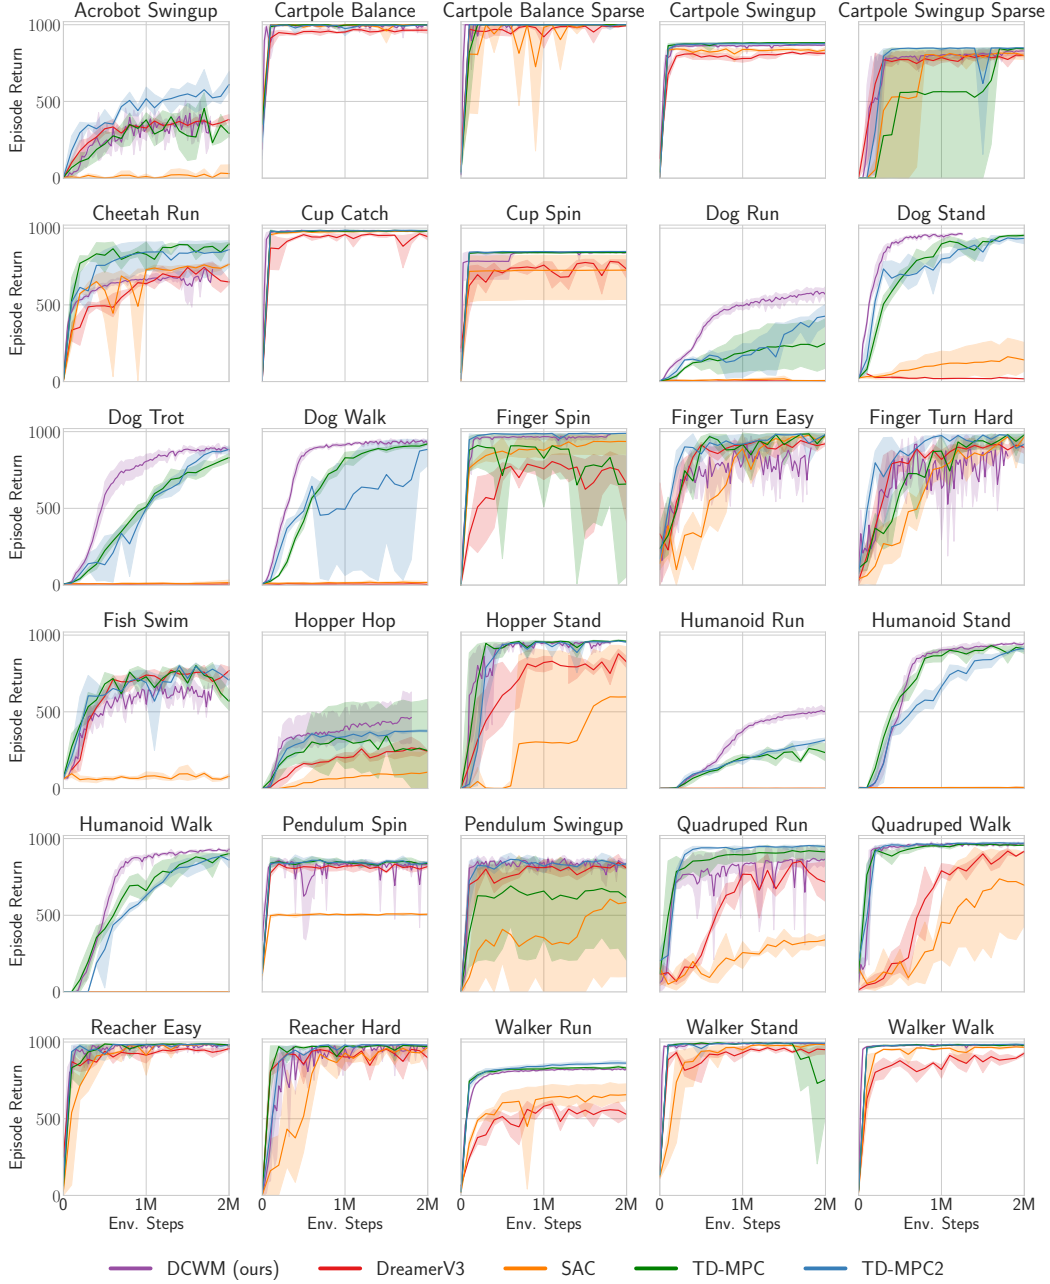 Acrobot Swingup Cartpole Balance Cartpole Balance Sparse Cartpole Swingup Cartpole Swingup Sparse
1000
500
0
Episode Return
Cheetah Run Cup Catch Cup Spin Dog Run Dog Stand
1000
500
0
Episode Return
Dog Trot Dog Walk Finger Spin Finger Turn Easy Finger Turn Hard
1000
500
0
Episode Return
Fish Swim Hopper Hop Hopper Stand Humanoid Run Humanoid Stand
1000
500
0
Episode Return
Humanoid Walk Pendulum Spin Pendulum Swingup Quadruped Run Quadruped Walk
1000
500
0
Episode Return
Reacher Easy Reacher Hard Walker Run Walker Stand Walker Walk
1000
500
0
Episode Return
0 1M 2M 0 1M 2M 0 1M 2M 0 1M 2M 0 1M 2M
Env. Steps Env. Steps Env. Steps Env. Steps Env. Steps
DCWM (ours) DreamerV3 SAC TD-MPC TD-MPC2